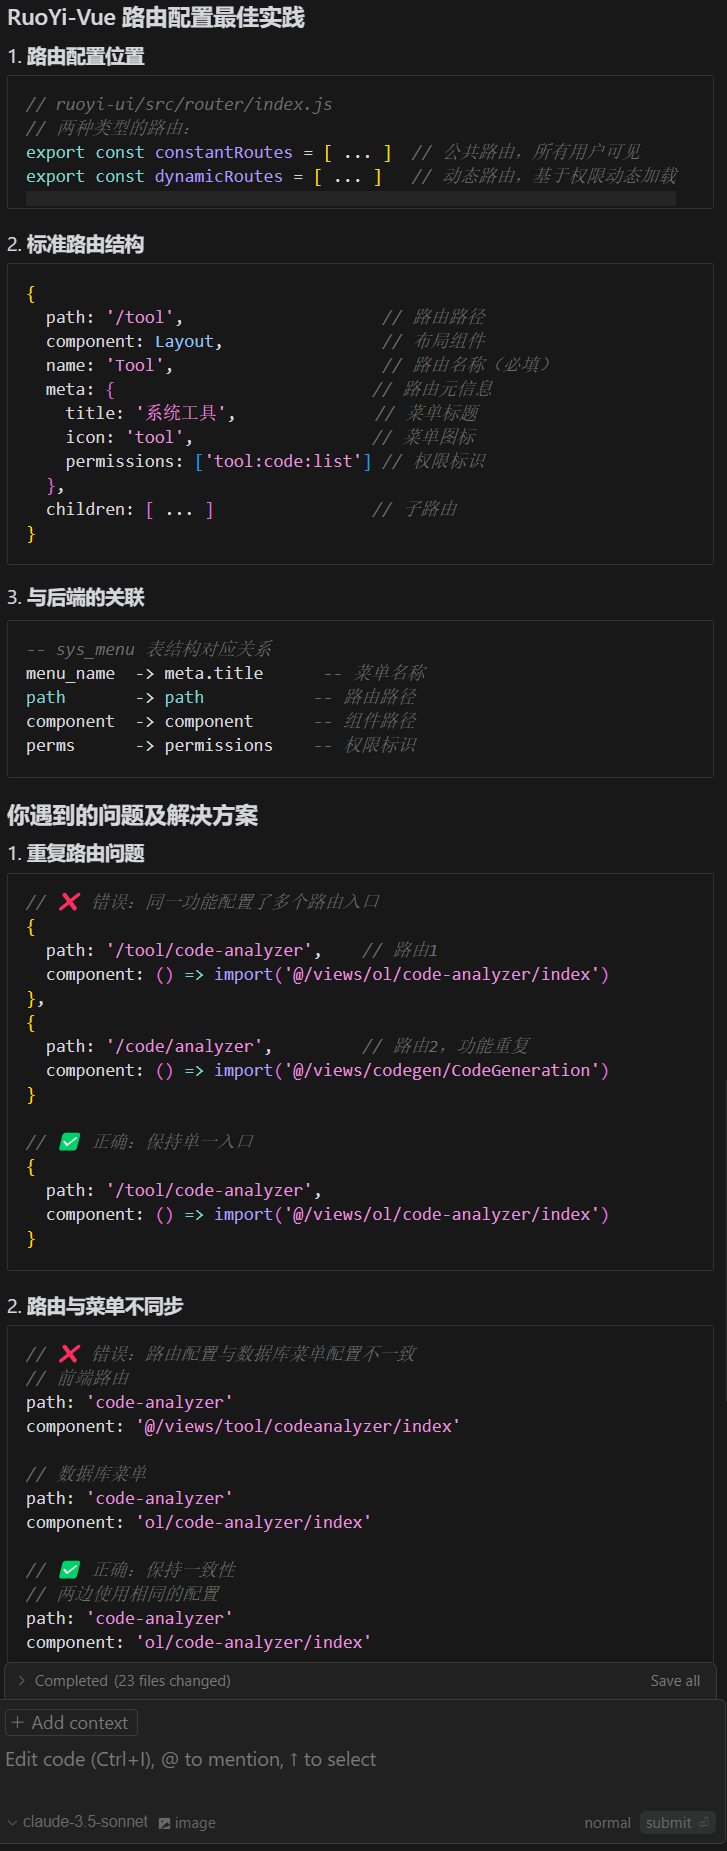 RuoYi-Vue 路由配置最佳实践
1. 路由配置位置
// ruoyi-ui/src/router/index.js
// 两种类型的路由：
export const constantRoutes = [ ... ]  // 公共路由，所有用户可见
export const dynamicRoutes = [ ... ]   // 动态路由，基于权限动态加载
2. 标准路由结构
{
  path: '/tool',                    // 路由路径
  component: Layout,                // 布局组件
  name: 'Tool',                     // 路由名称（必填）
  meta: {                          // 路由元信息
    title: '系统工具',              // 菜单标题
    icon: 'tool',                  // 菜单图标
    permissions: ['tool:code:list'] // 权限标识
  },
  children: [ ... ]                // 子路由
}
3. 与后端的关联
-- sys_menu 表结构对应关系
menu_name  -> meta.title      -- 菜单名称
path       -> path           -- 路由路径
component  -> component      -- 组件路径
perms      -> permissions    -- 权限标识
你遇到的问题及解决方案
1. 重复路由问题
// ❌ 错误：同一功能配置了多个路由入口
{
  path: '/tool/code-analyzer',    // 路由1
  component: () => import('@/views/ol/code-analyzer/index')
},
{
  path: '/code/analyzer',         // 路由2，功能重复
  component: () => import('@/views/codegen/CodeGeneration')
}
// ✅ 正确：保持单一入口
{
  path: '/tool/code-analyzer',
  component: () => import('@/views/ol/code-analyzer/index')
}
2. 路由与菜单不同步
// ❌ 错误：路由配置与数据库菜单配置不一致
// 前端路由
path: 'code-analyzer'
component: '@/views/tool/codeanalyzer/index'
// 数据库菜单
path: 'code-analyzer'
component: 'ol/code-analyzer/index'
// ✅ 正确：保持一致性
// 两边使用相同的配置
path: 'code-analyzer'
component: 'ol/code-analyzer/index'
> Completed (23 files changed) Save all
+ Add context
Edit code (Ctrl+I), @ to mention, ↑ to select
claude-3.5-sonnet image normal submit ⏎